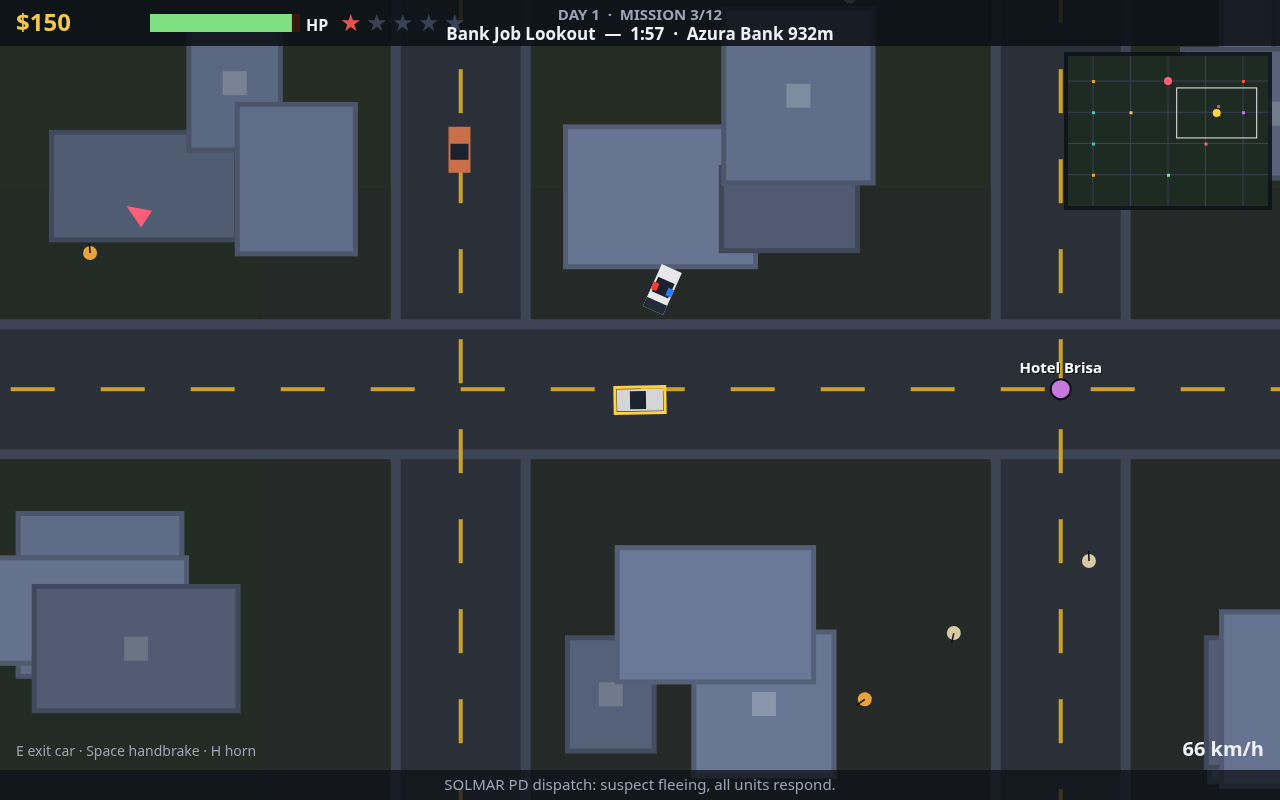 $150
HP
DAY 1 · MISSION 3/12
Bank Job Lookout — 1:57 · Azura Bank 932m
Hotel Brisa
E exit car · Space handbrake · H horn
66 km/h
SOLMAR PD dispatch: suspect fleeing, all units respond.